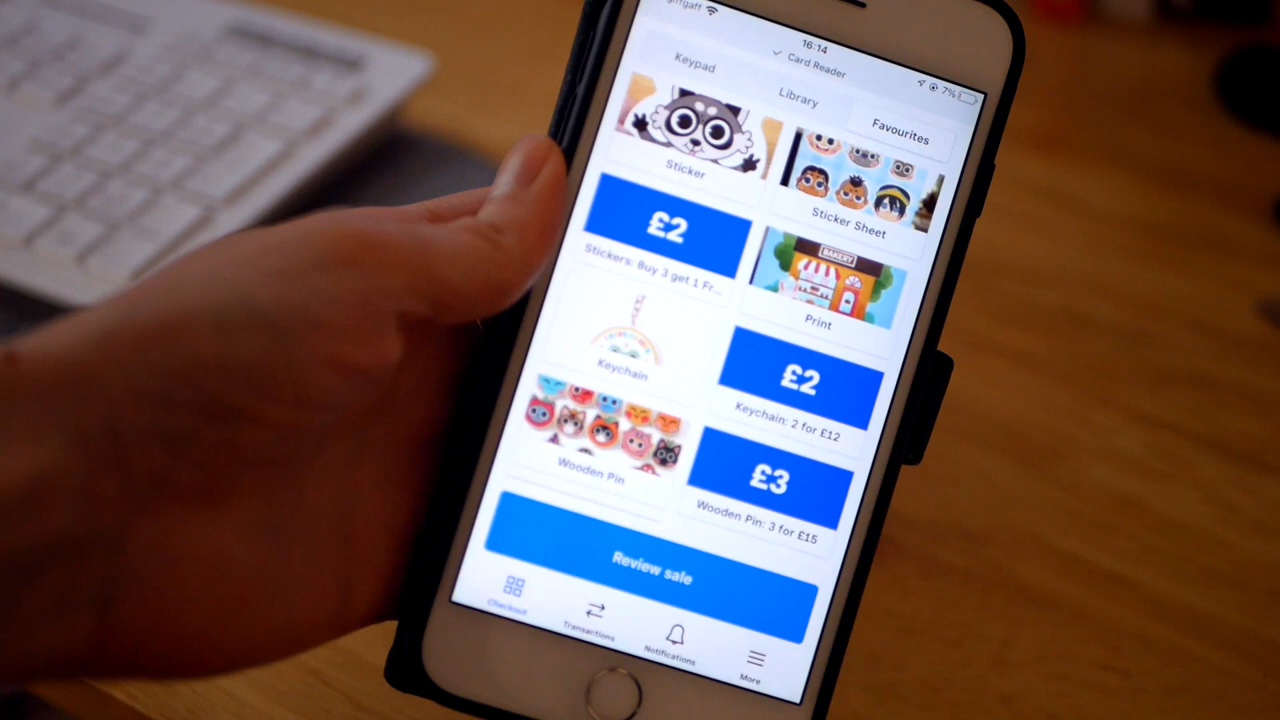 giffgaff
16:14
7%
✓ Card Reader
Keypad
Library
Favourites
Sticker
Sticker Sheet
£2
Stickers: Buy 3 get 1 Fr...
BAKERY
Print
Keychain
£2
Keychain: 2 for £12
Wooden Pin
£3
Wooden Pin: 3 for £15
Review sale
Checkout
Transactions
Notifications
More